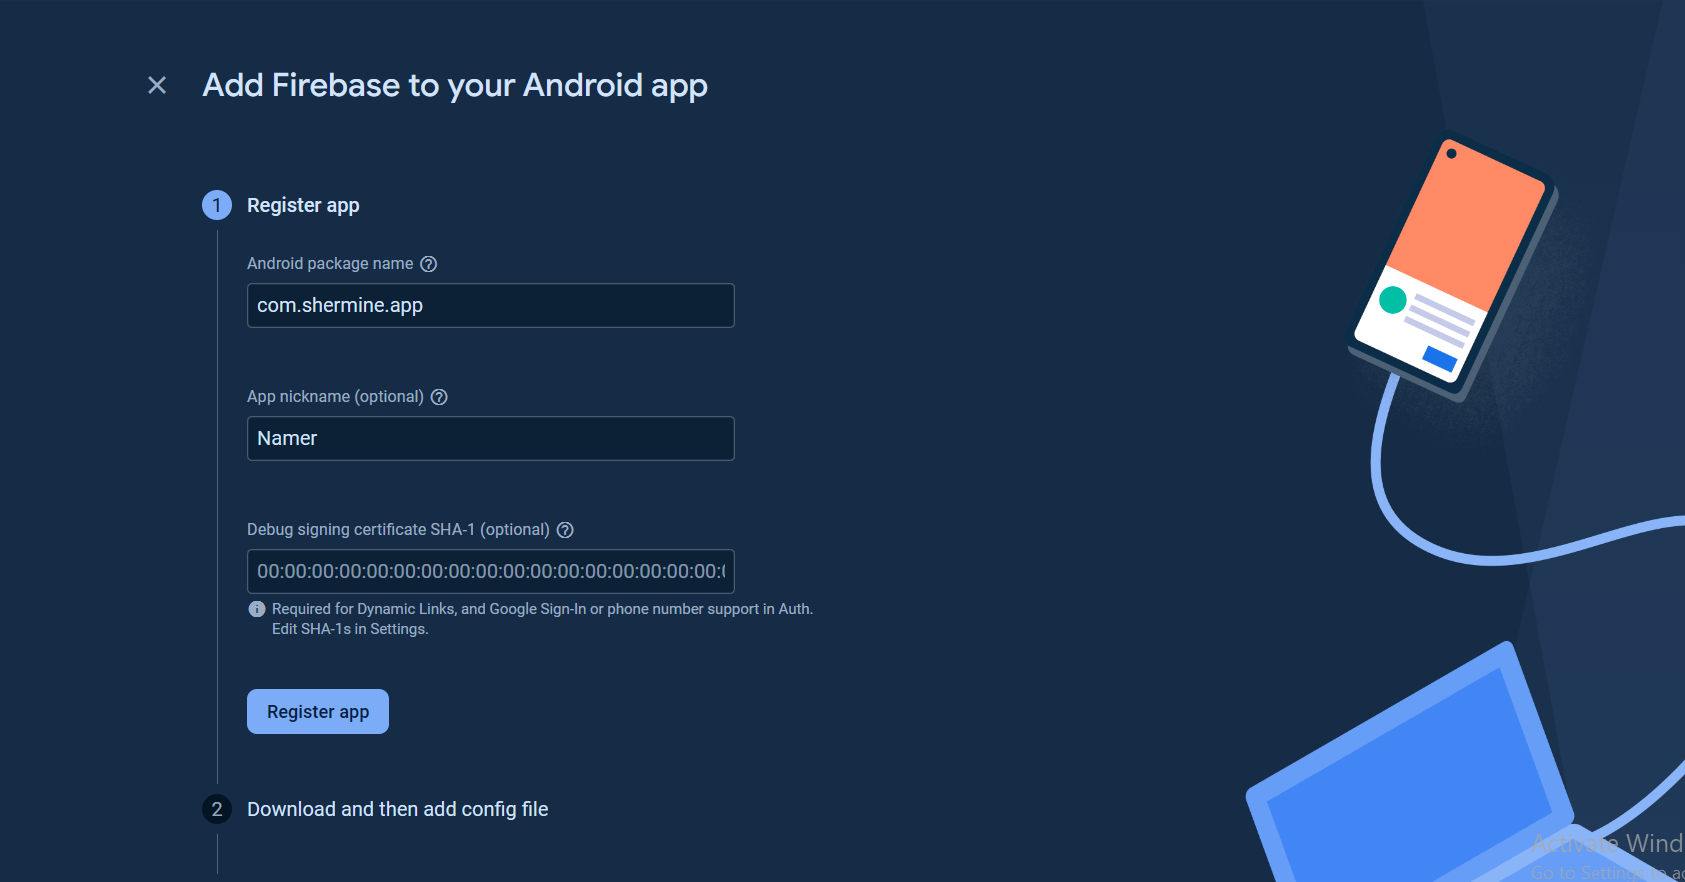 Add Firebase to your Android app
1 Register app
Android package name
com.shermine.app
App nickname (optional)
Namer
Debug signing certificate SHA-1 (optional)
00:00:00:00:00:00:00:00:00:00:00:00:00:00:00:00:00:
Required for Dynamic Links, and Google Sign-In or phone number support in Auth.
Edit SHA-1s in Settings.
Register app
2 Download and then add config file
Activate Wind
Go to Settings to ac